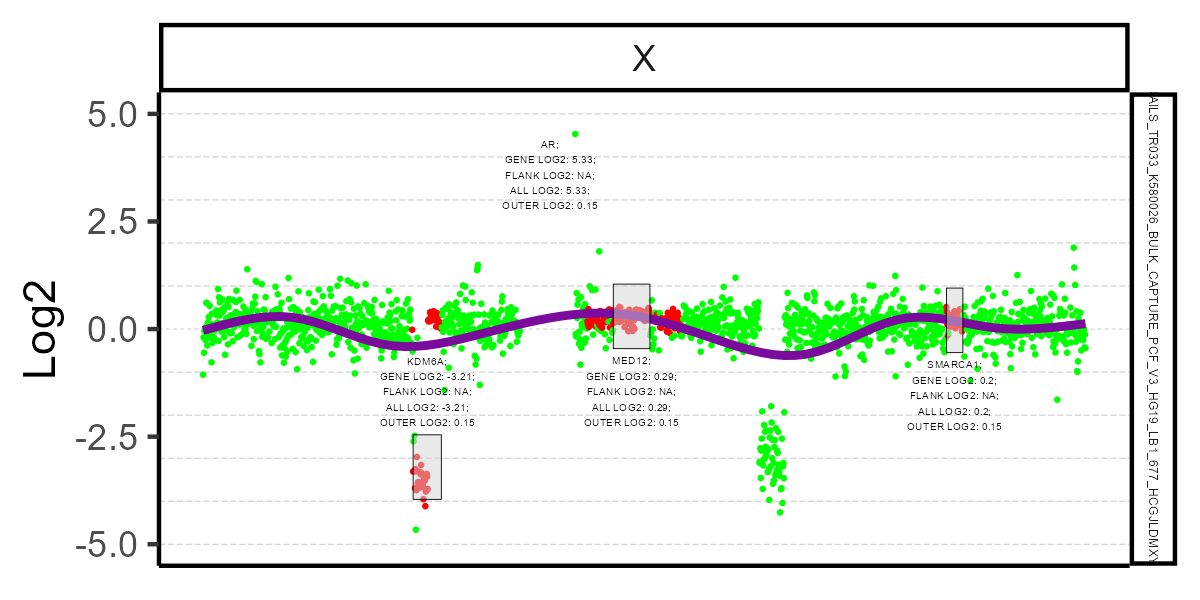 X
5.0
2.5
0.0
-2.5
-5.0
Log2
AR;
GENE LOG2: 5.33;
FLANK LOG2: NA;
ALL LOG2: 5.33;
OUTER LOG2: 0.15
KDM6A;
GENE LOG2: -3.21;
FLANK LOG2: NA;
ALL LOG2: -3.21;
OUTER LOG2: 0.15
MED12;
GENE LOG2: 0.29;
FLANK LOG2: NA;
ALL LOG2: 0.29;
OUTER LOG2: 0.15
SMARCA1;
GENE LOG2: 0.2;
FLANK LOG2: NA;
ALL LOG2: 0.2;
OUTER LOG2: 0.15
AILS_TR033_K580026_BULK_CAPTURE_PCF_V3_HG19_LB1_677_HCGJLDMXY